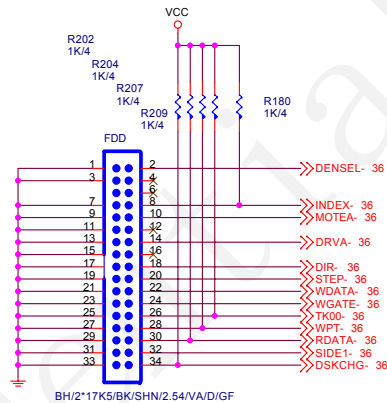 VCC
R202
1K/4
R204
1K/4
R207
1K/4
R209
1K/4
R180
1K/4
FDD
1 2 DENSEL- 36
3 4
6
7 8 INDEX- 36
9 10 MOTEA- 36
11 12
13 14 DRVA- 36
15 16
17 18 DIR- 36
19 20 STEP- 36
21 22 WDATA- 36
23 24 WGATE- 36
25 26 TK00- 36
27 28 WPT- 36
29 30 RDATA- 36
31 32 SIDE1- 36
33 34 DSKCHG- 36
BH/2*17K5/BK/SHN/2.54/VA/D/GF